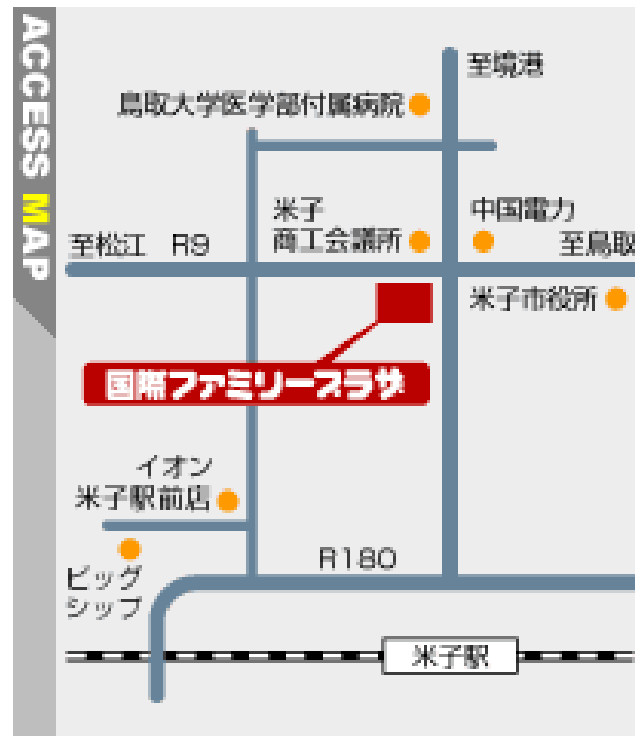 ACCESS MAP
至境港
鳥取大学医学部付属病院
米子
商工会議所
中国電力
至松江 R9
至鳥取
米子市役所
国際ファミリープラザ
イオン
米子駅前店
R180
ビッグ
シップ
米子駅